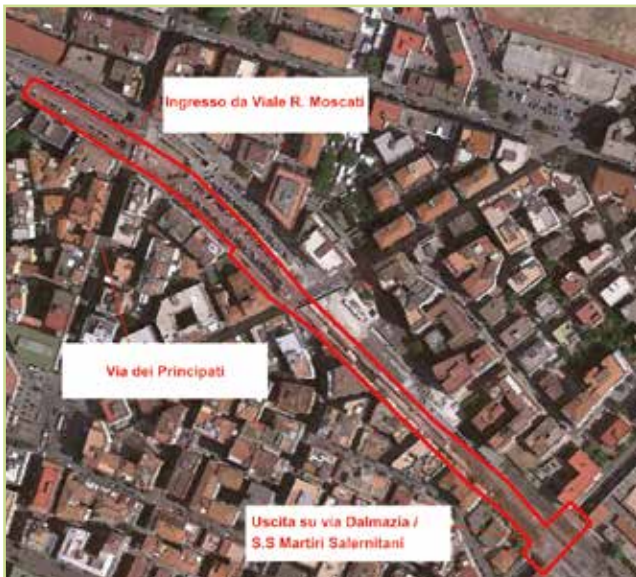 Ingresso da Viale R. Moscati
Via dei Principati
Uscita su via Dalmazia /
S.S Martiri Salernitani